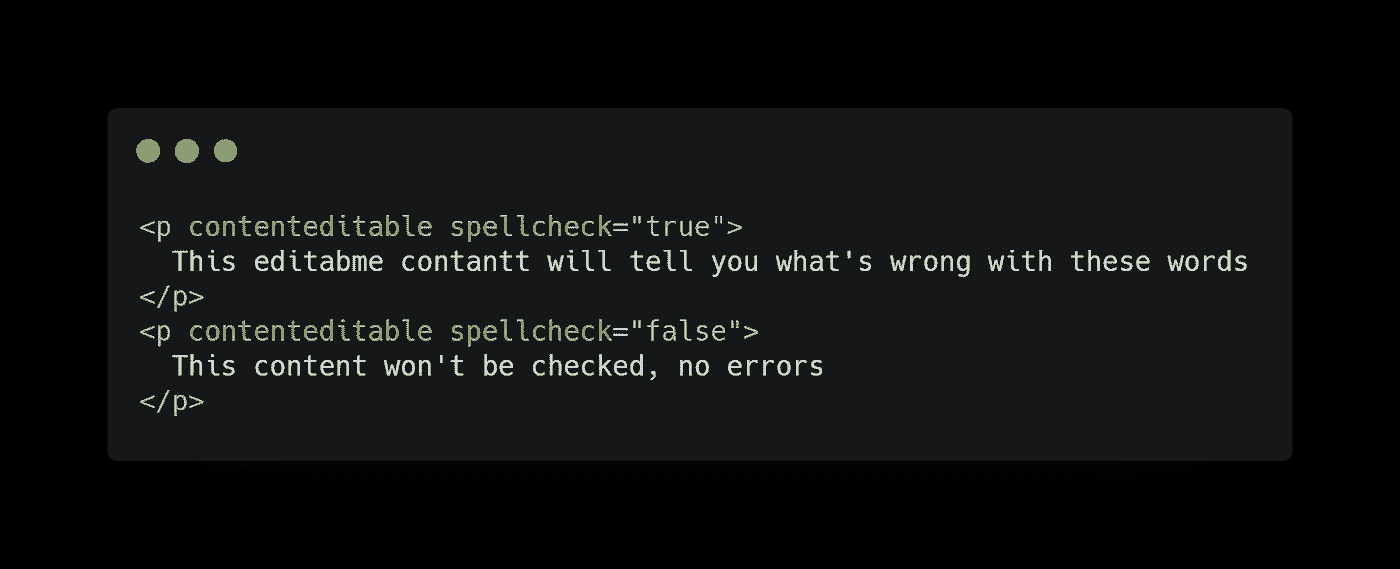 <p contenteditable spellcheck="true">
  This editabme contantt will tell you what's wrong with these words
</p>
<p contenteditable spellcheck="false">
  This content won't be checked, no errors
</p>